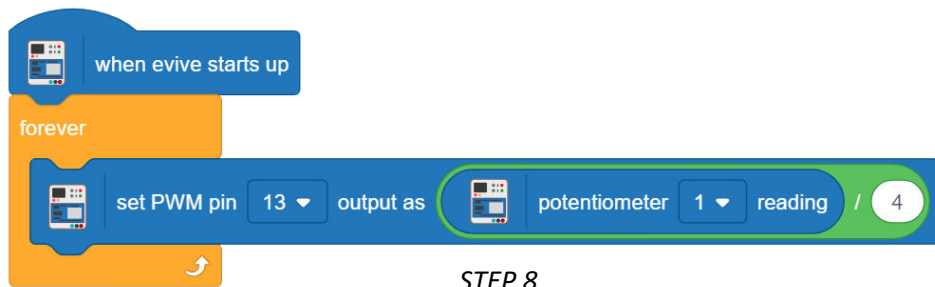 when evive starts up
forever
set PWM pin 13 output as potentiometer 1 reading / 4
STEP 8